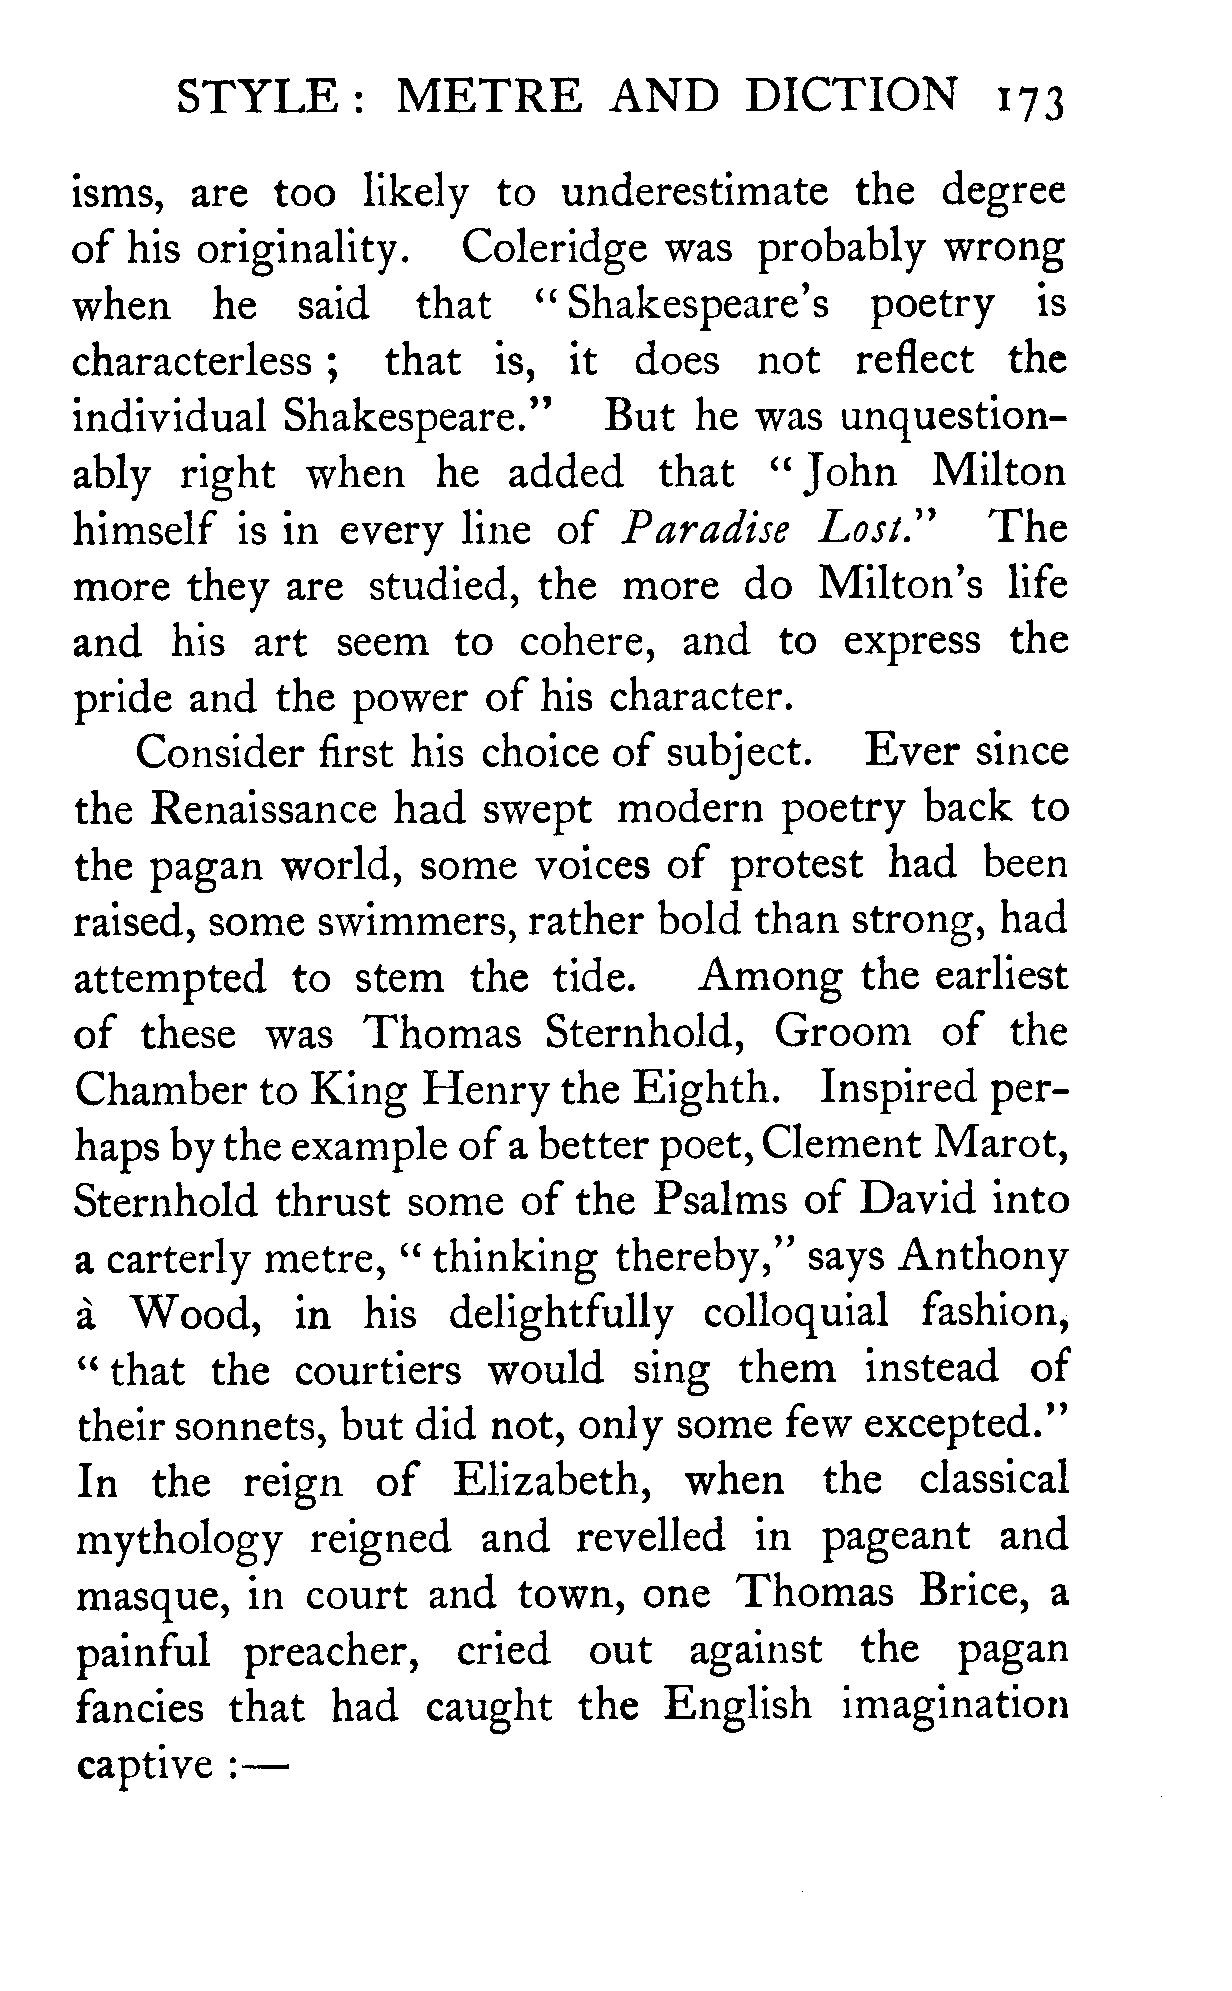 STYLE : METRE AND DICTION 173
isms, are too likely to underestimate the degree
of his originality. Coleridge was probably wrong
when he said that “ Shakespeare’s poetry is
characterless ; that is, it does not reflect the
individual Shakespeare.” But he was unquestion-
ably right when he added that “ John Milton
himself is in every line of Paradise Lost.” The
more they are studied, the more do Milton’s life
and his art seem to cohere, and to express the
pride and the power of his character.
Consider first his choice of subject. Ever since
the Renaissance had swept modern poetry back to
the pagan world, some voices of protest had been
raised, some swimmers, rather bold than strong, had
attempted to stem the tide. Among the earliest
of these was Thomas Sternhold, Groom of the
Chamber to King Henry the Eighth. Inspired per-
haps by the example of a better poet, Clement Marot,
Sternhold thrust some of the Psalms of David into
a carterly metre, “ thinking thereby,” says Anthony
à Wood, in his delightfully colloquial fashion,
“ that the courtiers would sing them instead of
their sonnets, but did not, only some few excepted.”
In the reign of Elizabeth, when the classical
mythology reigned and revelled in pageant and
masque, in court and town, one Thomas Brice, a
painful preacher, cried out against the pagan
fancies that had caught the English imagination
captive :—